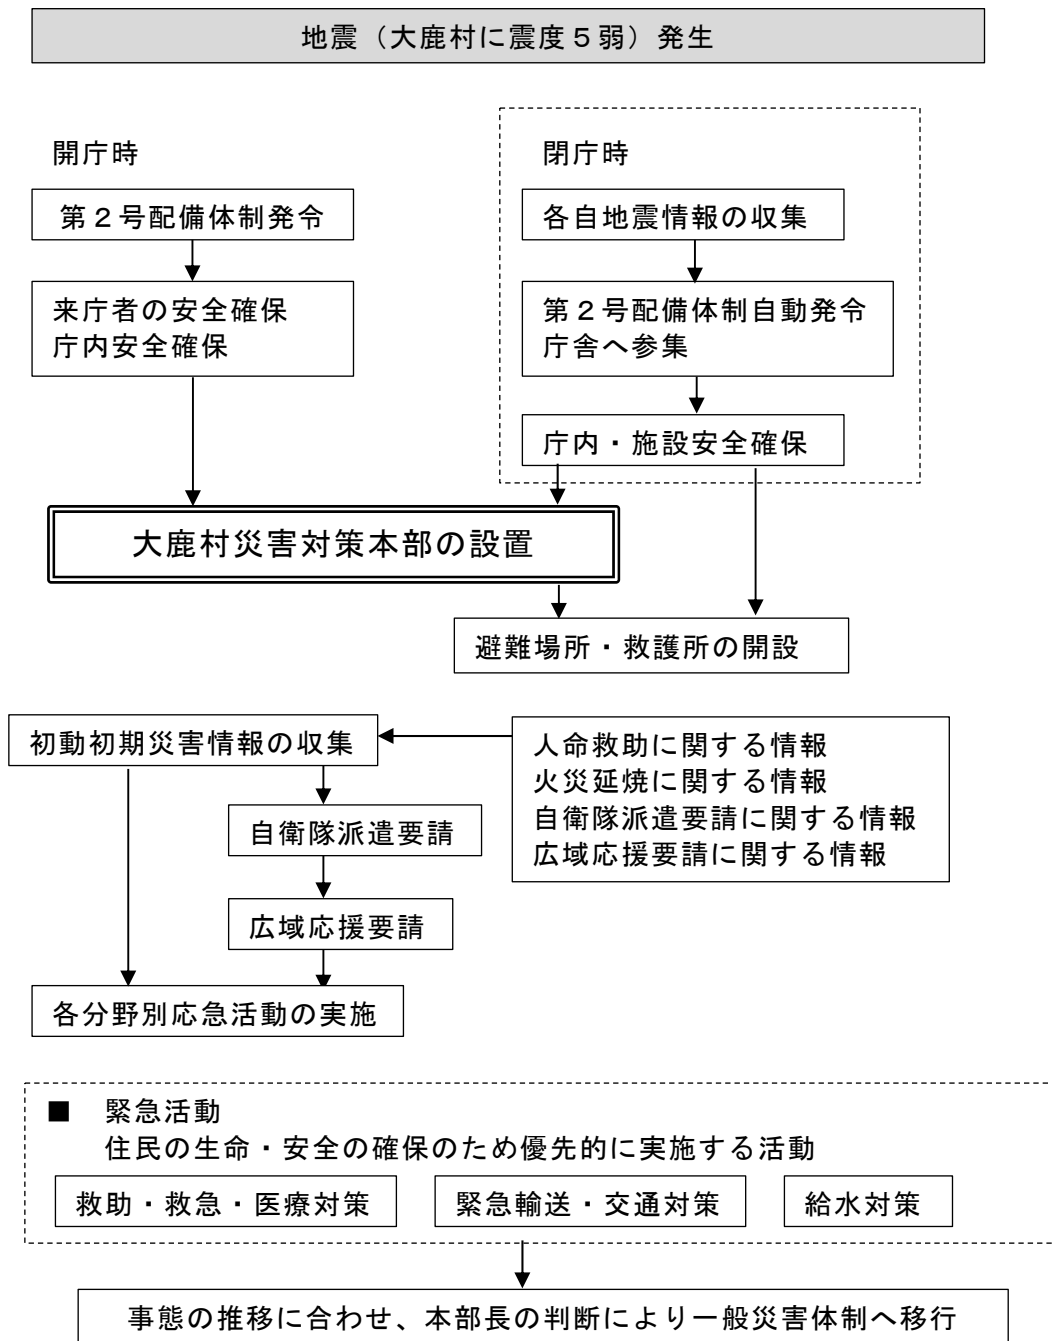 地震（大鹿村に震度５弱）発生
開庁時
第２号配備体制発令
来庁者の安全確保
庁内安全確保
閉庁時
各自地震情報の収集
第２号配備体制自動発令
庁舎へ参集
庁内・施設安全確保
大鹿村災害対策本部の設置
避難場所・救護所の開設
初動初期災害情報の収集
人命救助に関する情報
火災延焼に関する情報
自衛隊派遣要請に関する情報
広域応援要請に関する情報
自衛隊派遣要請
広域応援要請
各分野別応急活動の実施
■ 緊急活動
住民の生命・安全の確保のため優先的に実施する活動
救助・救急・医療対策
緊急輸送・交通対策
給水対策
事態の推移に合わせ、本部長の判断により一般災害体制へ移行